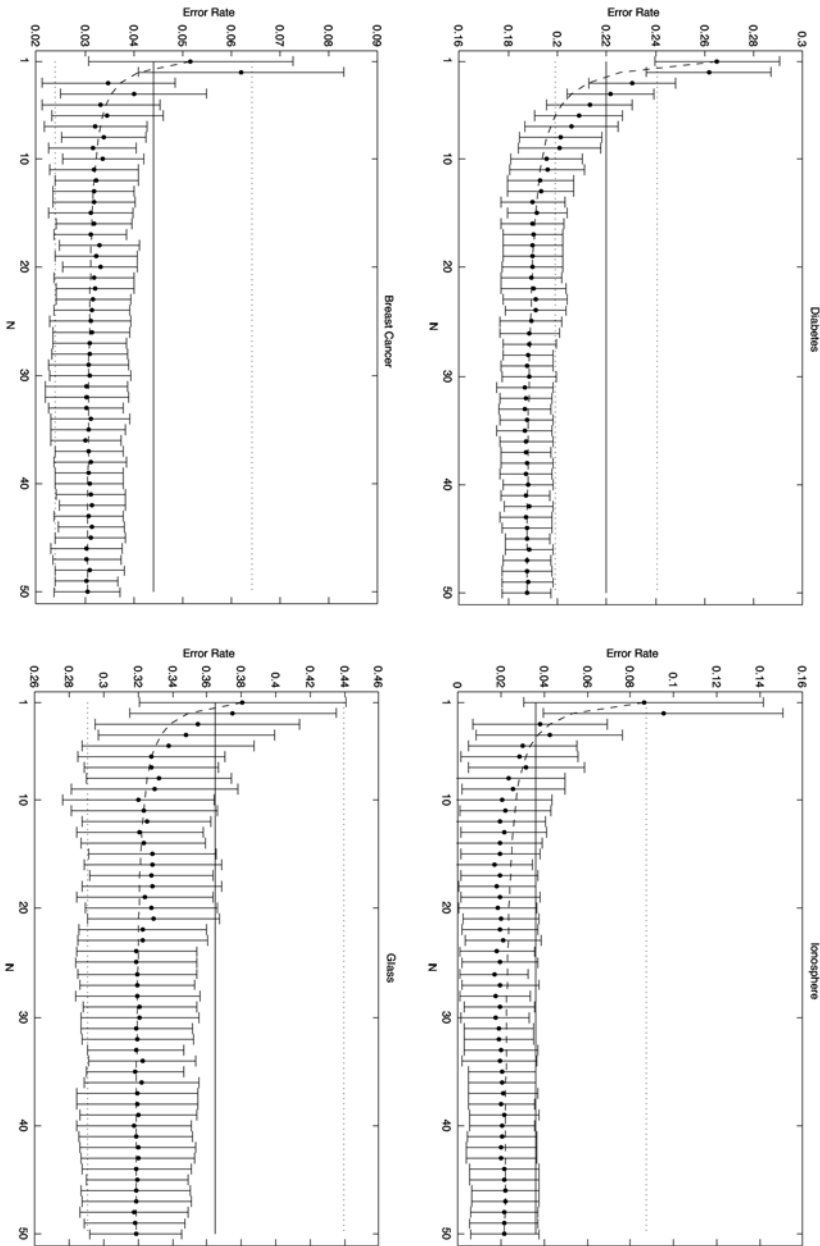 Diabetes
0.3
0.28
0.26
0.24
0.22
0.2
0.18
0.16
Error Rate
1 10 20 30 40 50
N
Ionosphere
0.16
0.14
0.12
0.1
0.08
0.06
0.04
0.02
0
Error Rate
1 10 20 30 40 50
N
Breast Cancer
0.09
0.08
0.07
0.06
0.05
0.04
0.03
0.02
Error Rate
1 10 20 30 40 50
N
Glass
0.46
0.44
0.42
0.4
0.38
0.36
0.34
0.32
0.3
0.28
0.26
Error Rate
1 10 20 30 40 50
N